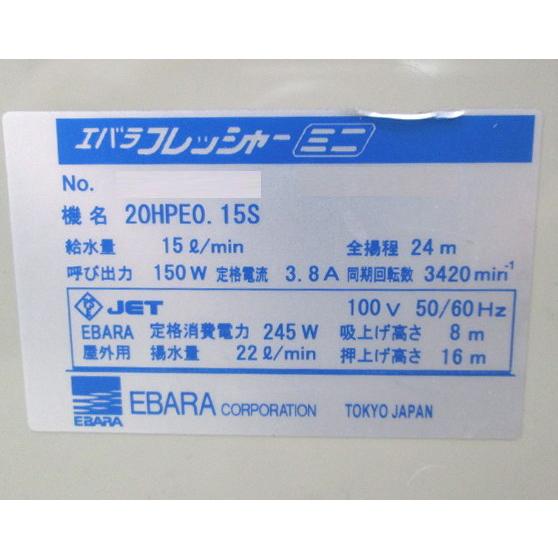 エバラフレッシャーミニ
No.
機名 20HPE0.15S
給水量 15ℓ/min 全揚程 24m
呼び出力 150W 定格電流 3.8A 同期回転数 3420min⁻¹
PSE JET 100V 50/60Hz
EBARA 定格消費電力 245W 吸上げ高さ 8m
屋外用 揚水量 22ℓ/min 押上げ高さ 16m
EBARA EBARA CORPORATION TOKYO JAPAN